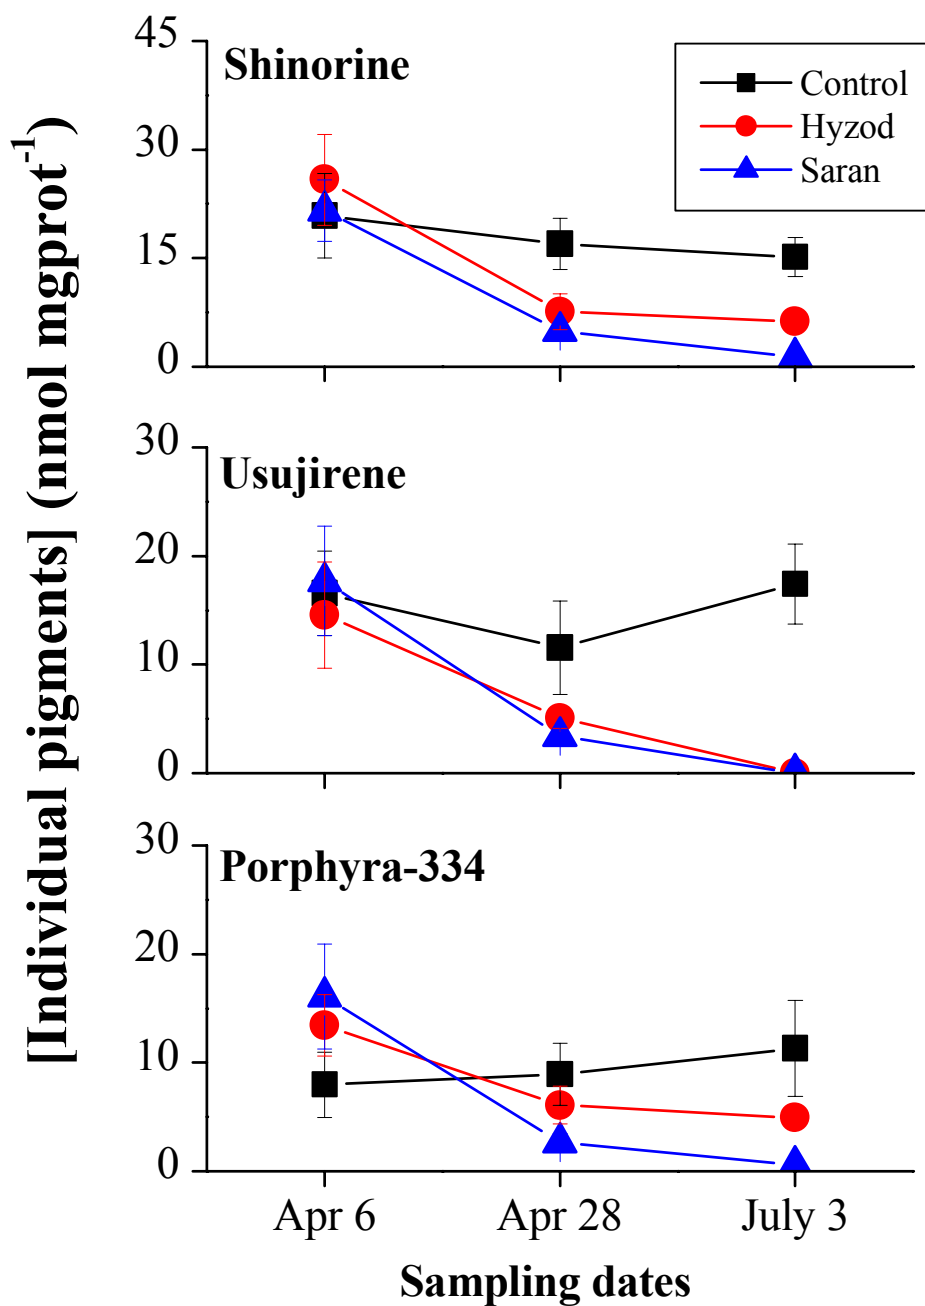 [Individual pigments] (nmol mgprot-1)
45
30
15
0
Shinorine
Control
Hyzod
Saran
30
20
10
0
Usujirene
30
20
10
0
Porphyra-334
Apr 6 Apr 28 July 3
Sampling dates